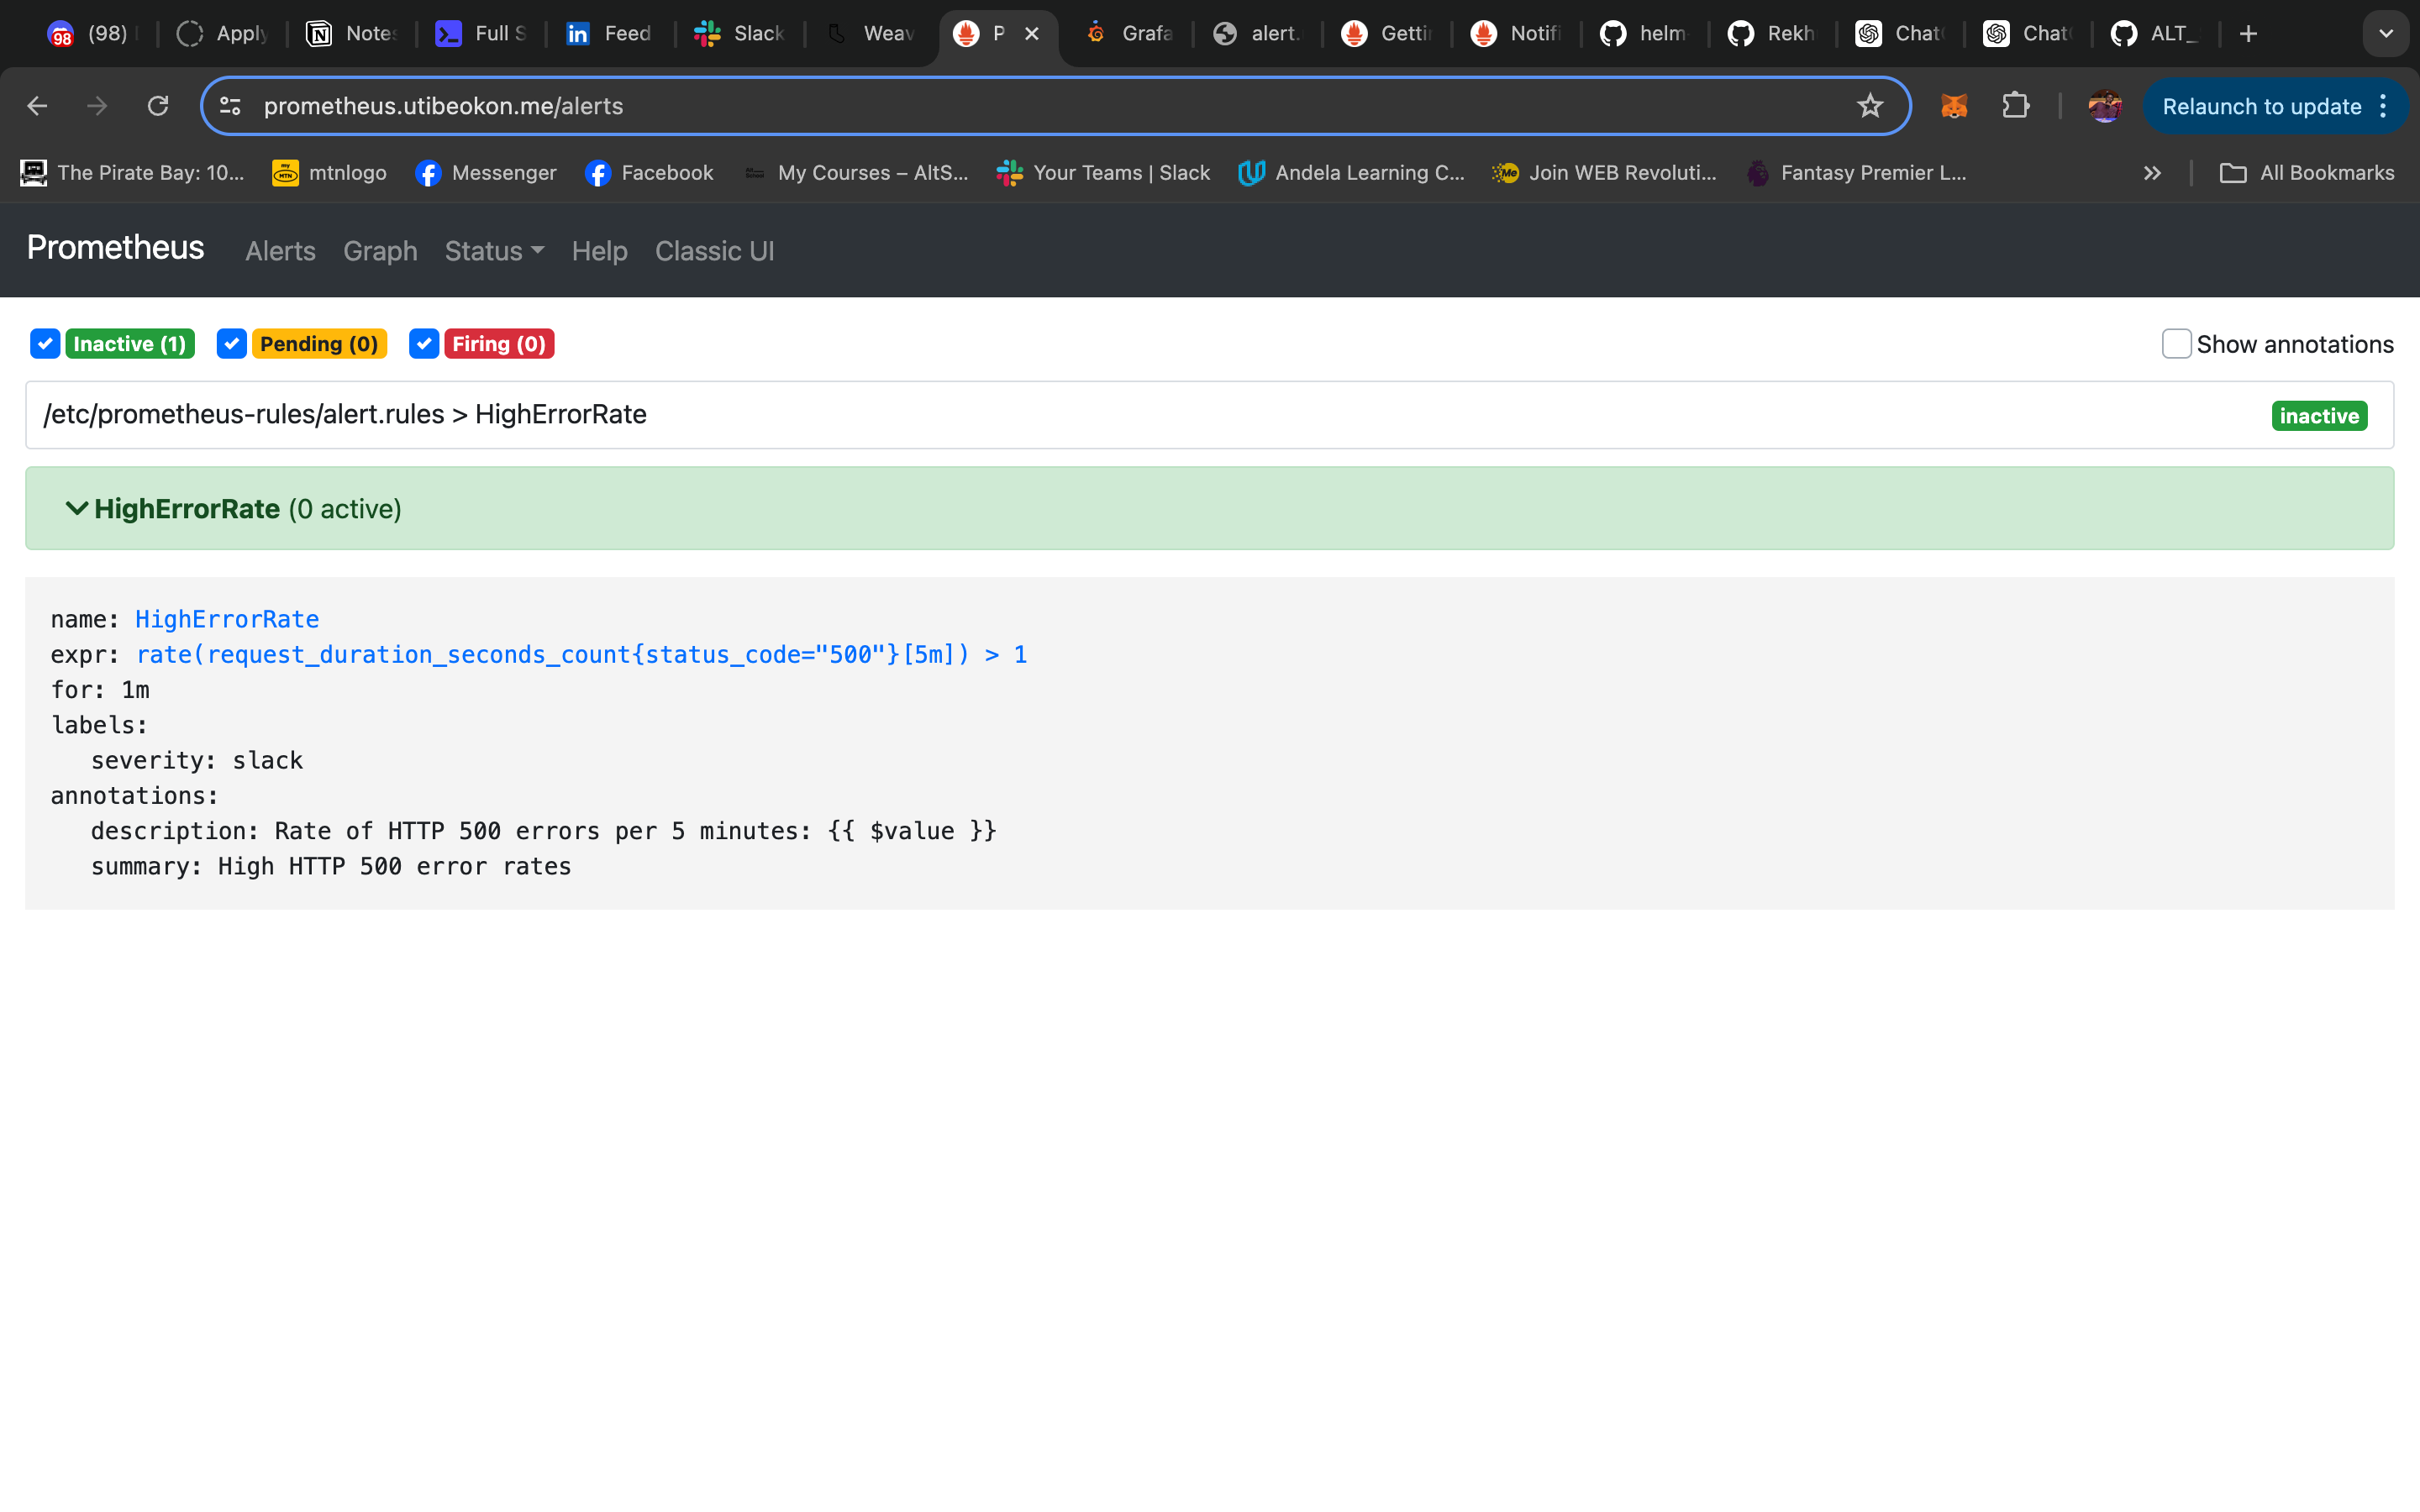 98 (98) Apply Notes Full S Feed Slack Weav P Grafa alert. Gettin Notifi helm- Rekh Chat Chat ALT_
prometheus.utibeokon.me/alerts Relaunch to update
The Pirate Bay: 10... my MTN mtnlogo Messenger Facebook My Courses – AltS... Your Teams | Slack Andela Learning C... Me Join WEB Revoluti... Fantasy Premier L... All Bookmarks
Prometheus Alerts Graph Status Help Classic UI
Inactive (1) Pending (0) Firing (0) Show annotations
/etc/prometheus-rules/alert.rules > HighErrorRate inactive
HighErrorRate (0 active)
name: HighErrorRate
expr: rate(request_duration_seconds_count{status_code="500"}[5m]) > 1
for: 1m
labels:
severity: slack
annotations:
description: Rate of HTTP 500 errors per 5 minutes: {{ $value }}
summary: High HTTP 500 error rates